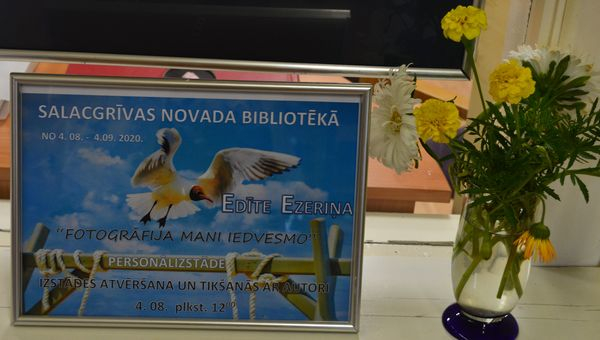 SALACGRĪVAS NOVADA BIBLIOTĒKĀ
NO 4. 08. - 4.09. 2020.
EDĪTE EZERIŅA
"FOTOGRĀFIJA MANI IEDVESMO"
PERSONALIZSTĀDE
IZSTĀDES ATVĒRŠANA UN TIKŠANĀS AR AUTORI
4. 08. plkst. 12⁰⁰